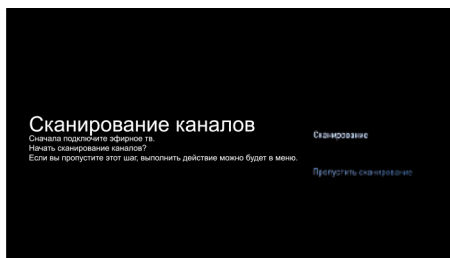 Сканирование каналов
Сначала подключите эфирное тв.
Начать сканирование каналов?
Если вы пропустите этот шаг, выполнить действие можно будет в меню.
Сканирование
Пропустить сканирование